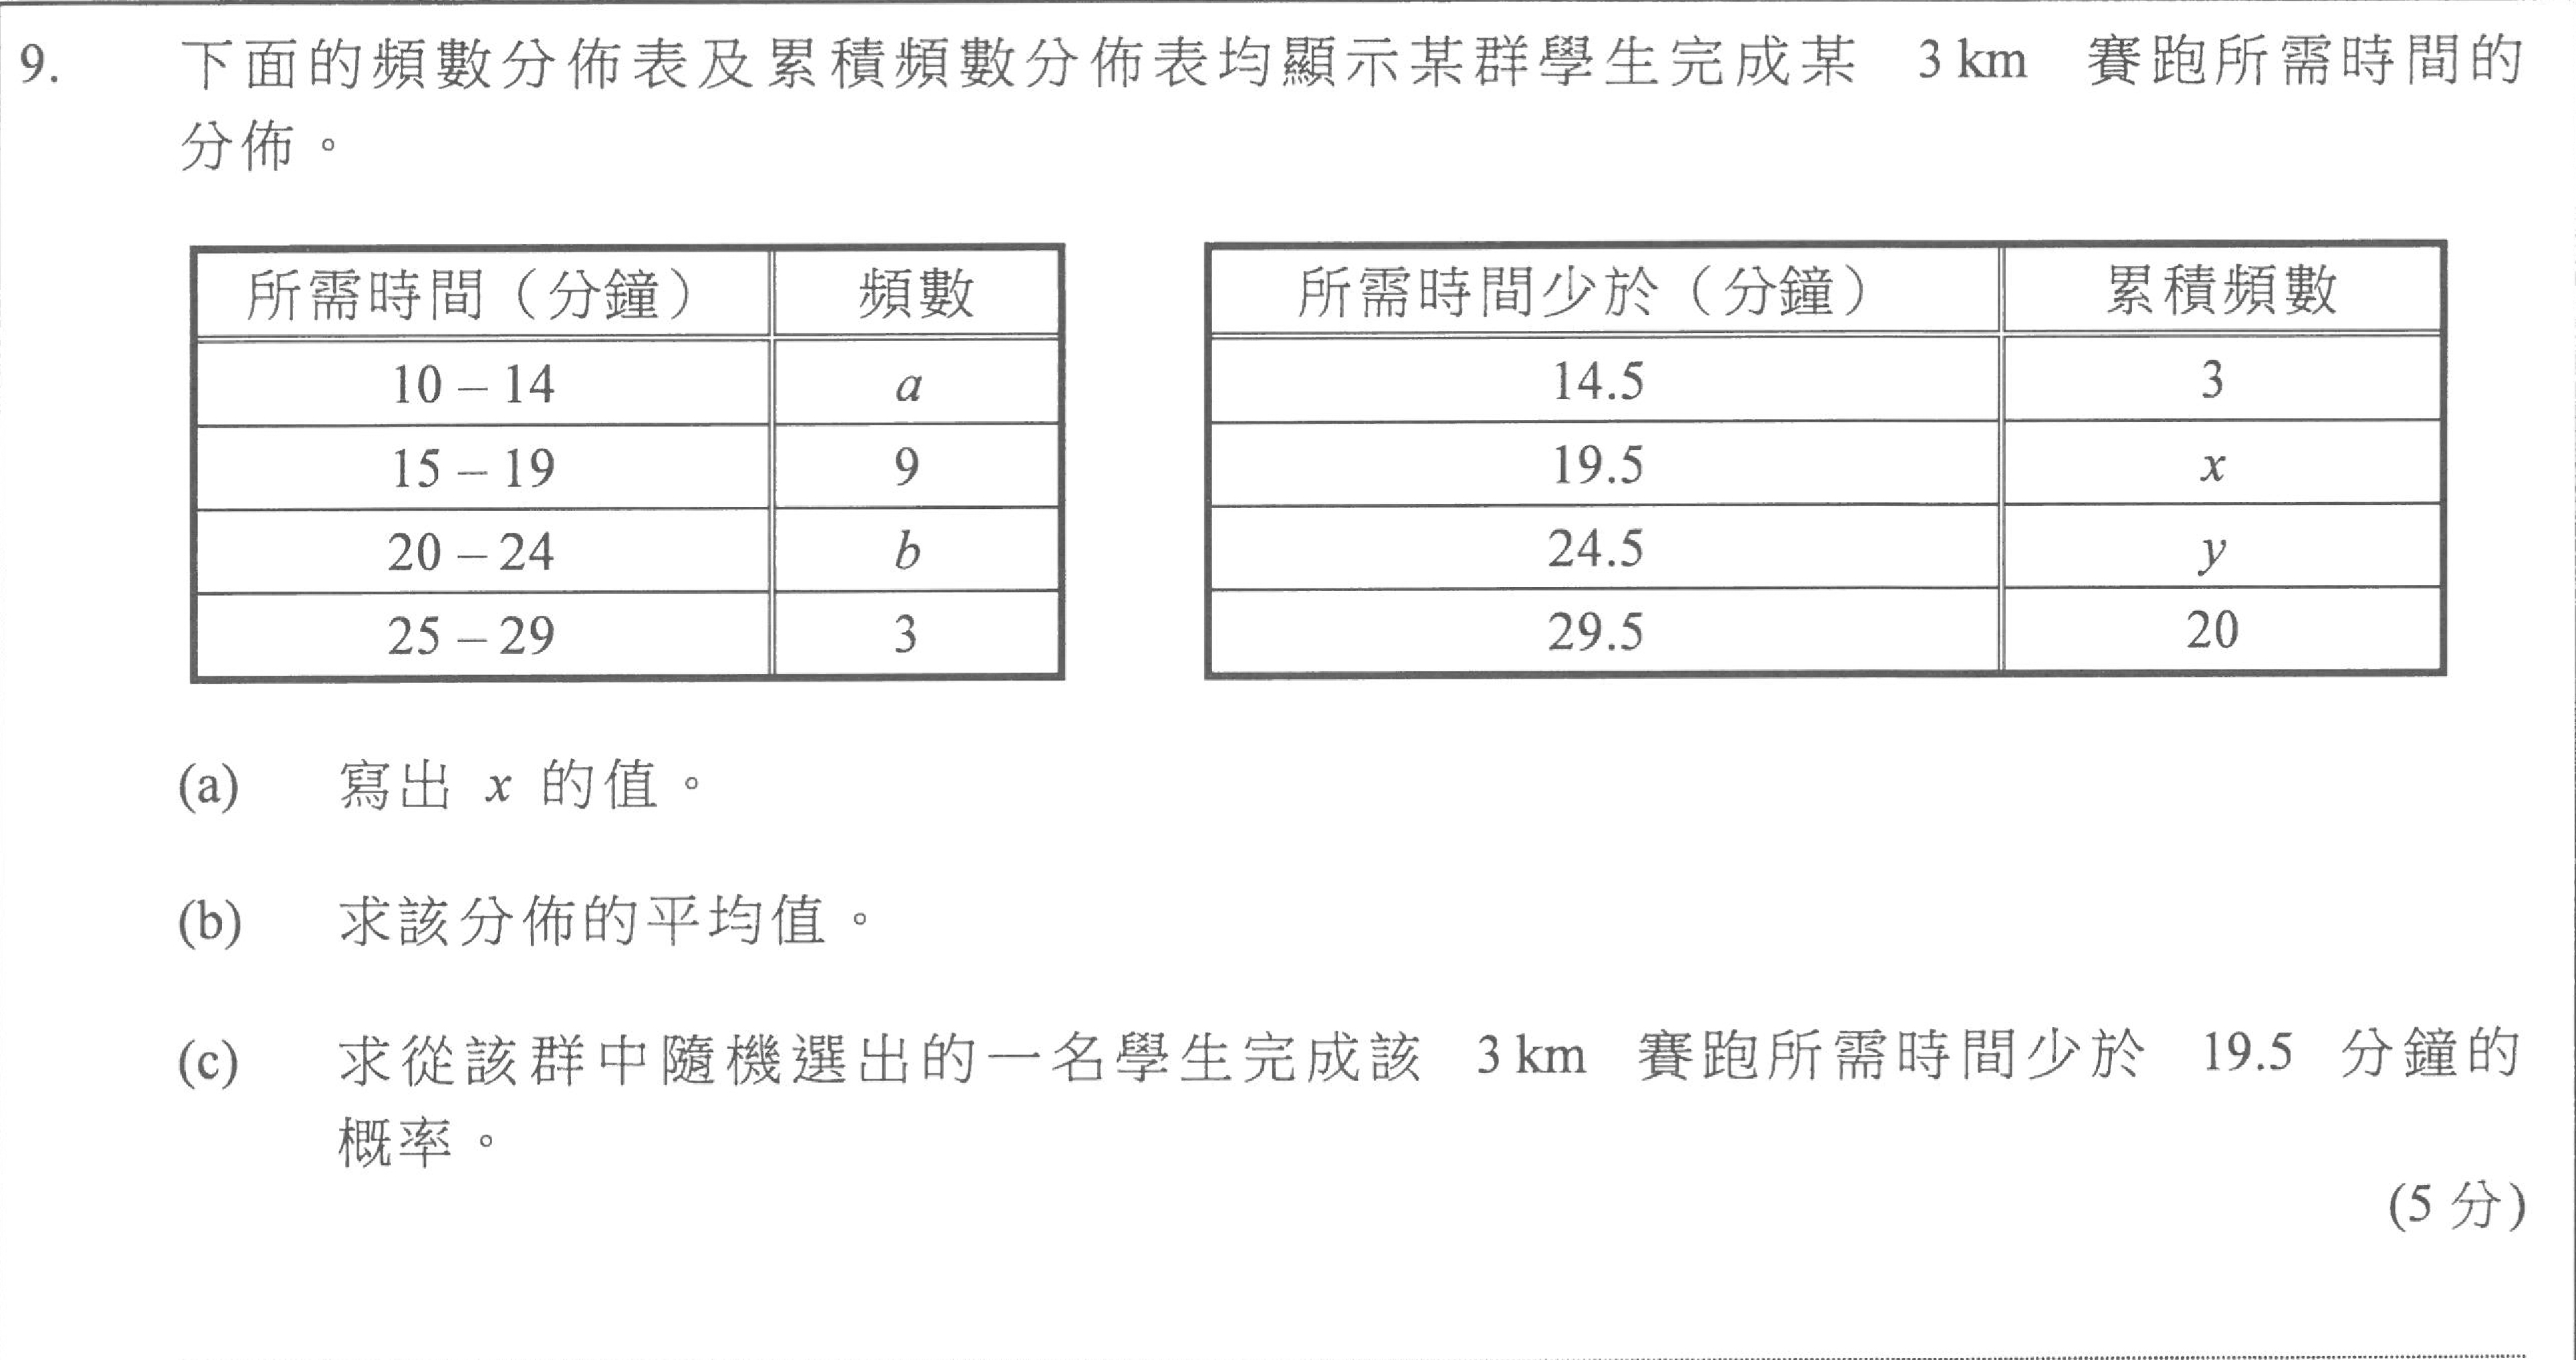 9. 下面的頻數分佈表及累積頻數分佈表均顯示某群學生完成某 3 km 賽跑所需時間的
分佈。
所需時間（分鐘） 頻數
10 – 14 a
15 – 19 9
20 – 24 b
25 – 29 3
所需時間少於（分鐘） 累積頻數
14.5 3
19.5 x
24.5 y
29.5 20
(a) 寫出 x 的值。
(b) 求該分佈的平均值。
(c) 求從該群中隨機選出的一名學生完成該 3 km 賽跑所需時間少於 19.5 分鐘的
概率。
(5 分)